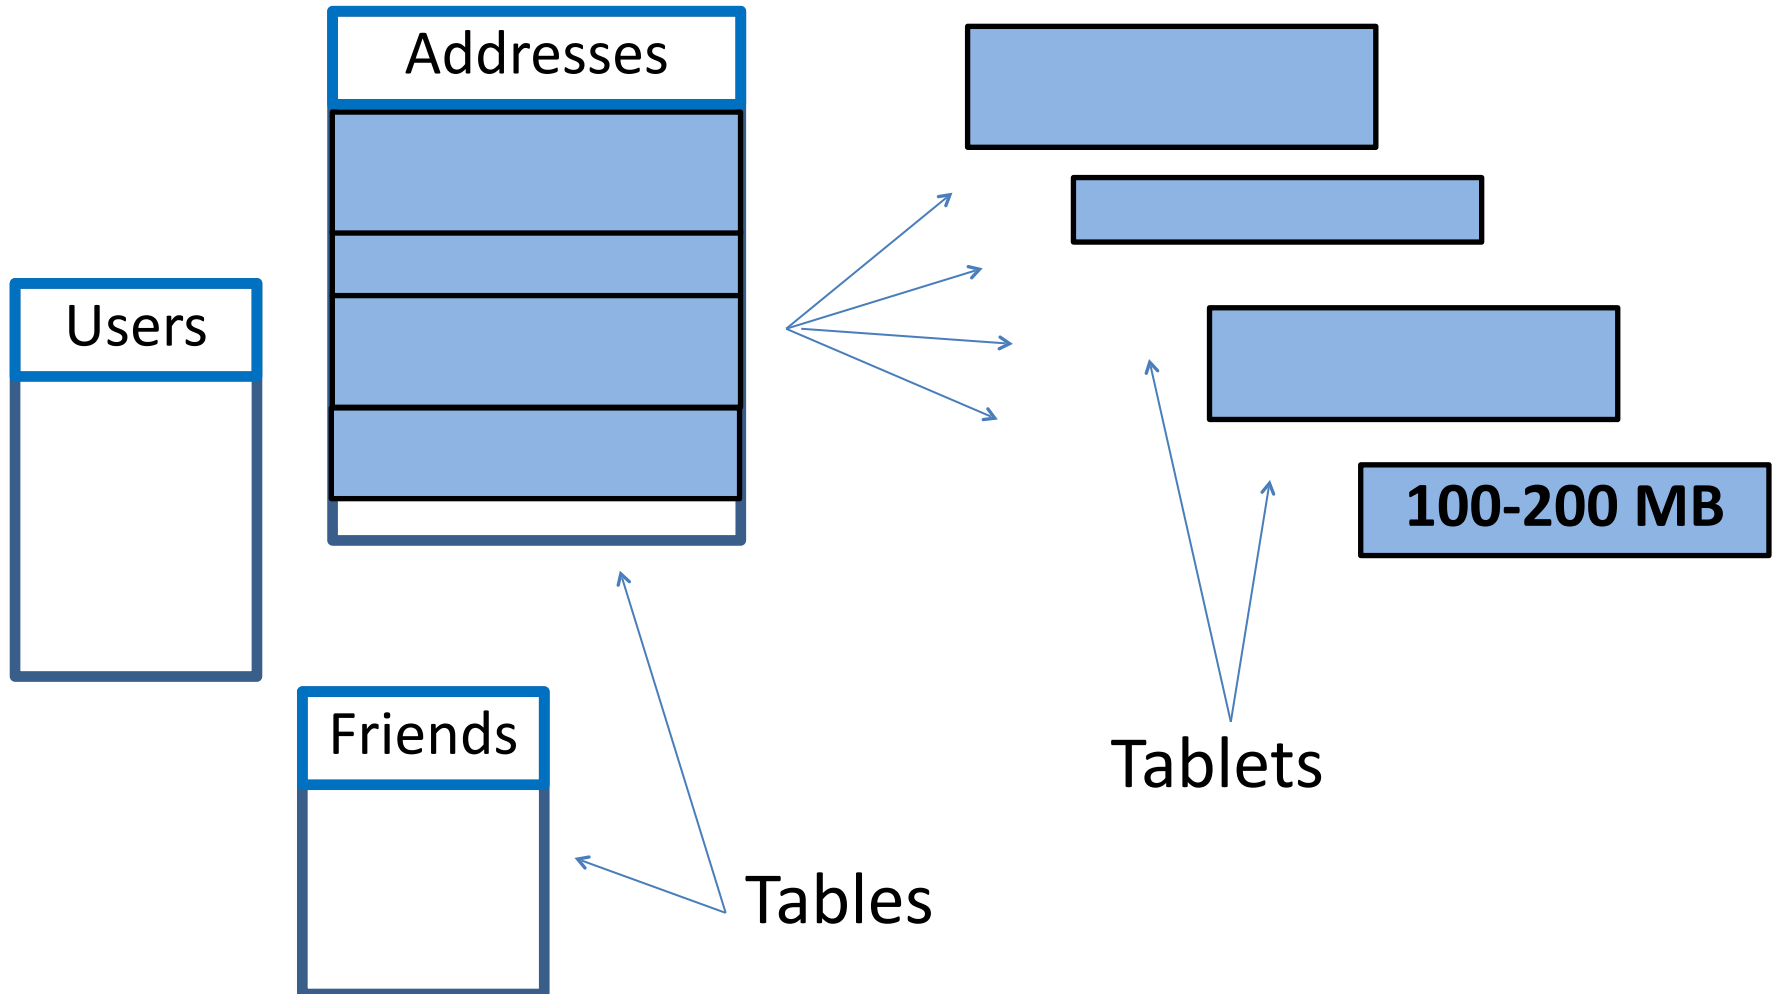 Addresses
Users
100-200 MB
Friends
Tablets
Tables